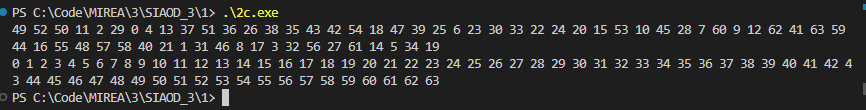 PS C:\Code\MIREA\3\SIAOD_3\1> .\2c.exe
49 52 50 11 2 29 0 4 13 37 51 36 26 38 35 43 42 54 18 47 39 25 6 23 30 33 22 24 20 15 53 10 45 28 7 60 9 12 62 41 63 59
44 16 55 48 57 58 40 21 1 31 46 8 17 3 32 56 27 61 14 5 34 19
0 1 2 3 4 5 6 7 8 9 10 11 12 13 14 15 16 17 18 19 20 21 22 23 24 25 26 27 28 29 30 31 32 33 34 35 36 37 38 39 40 41 42 4
3 44 45 46 47 48 49 50 51 52 53 54 55 56 57 58 59 60 61 62 63
PS C:\Code\MIREA\3\SIAOD_3\1>